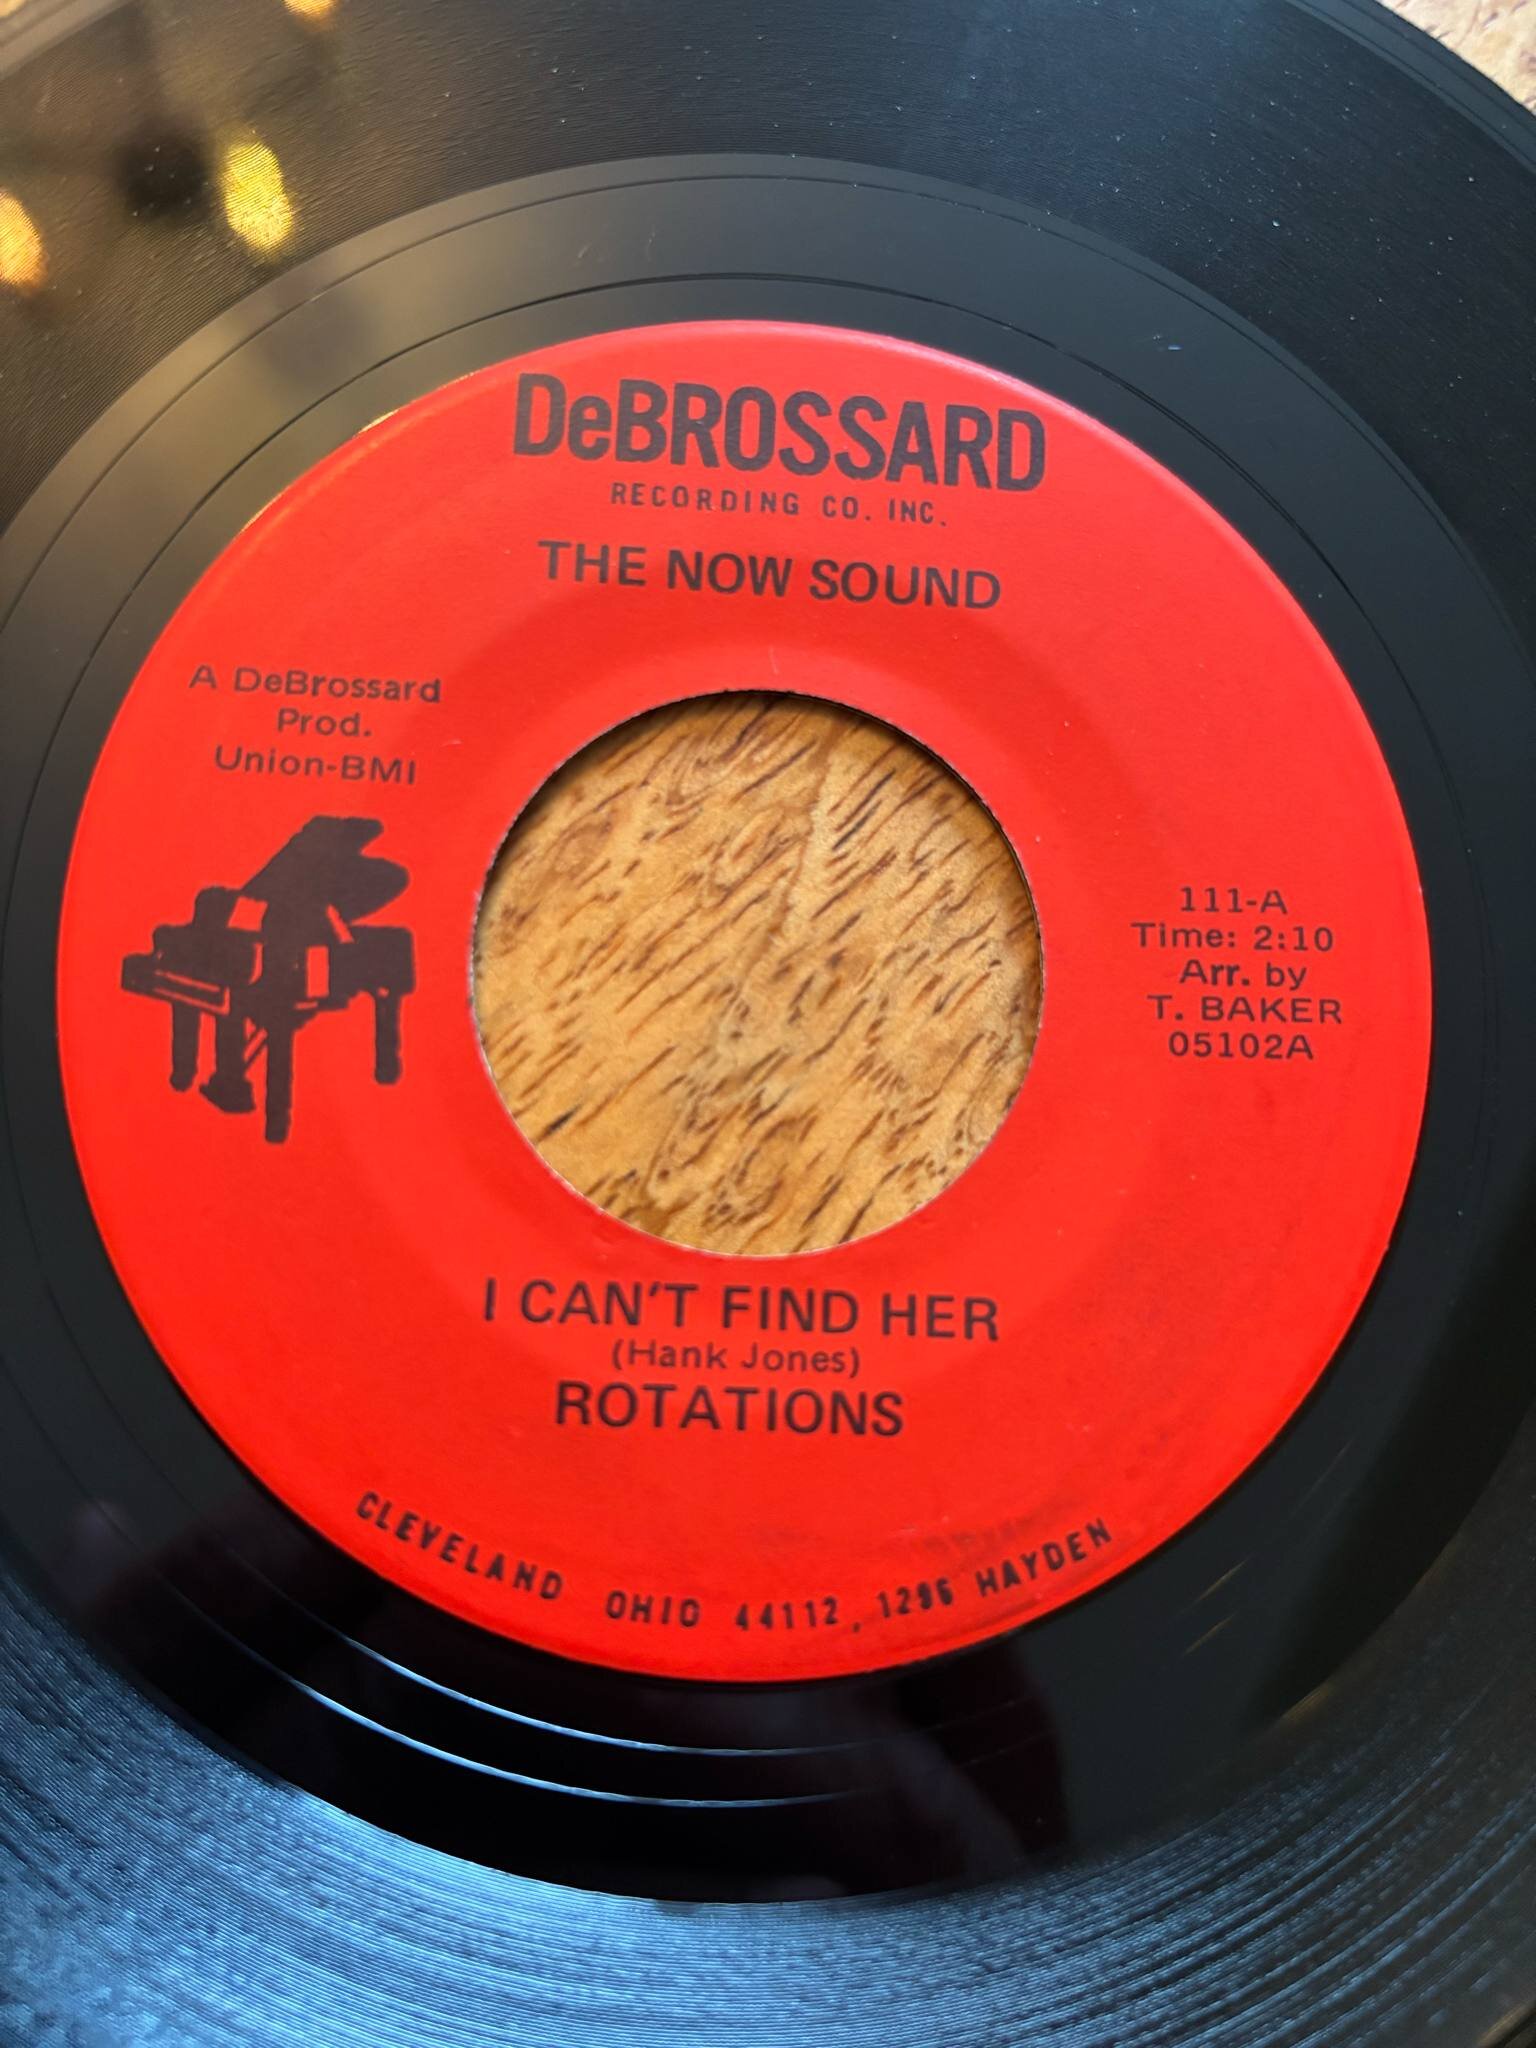 DeBROSSARD
RECORDING CO. INC.
THE NOW SOUND
A DeBrossard
Prod.
Union-BMI
111-A
Time: 2:10
Arr. by
T. BAKER
05102A
I CAN'T FIND HER
(Hank Jones)
ROTATIONS
CLEVELAND OHIO 44112, 1296 HAYDEN